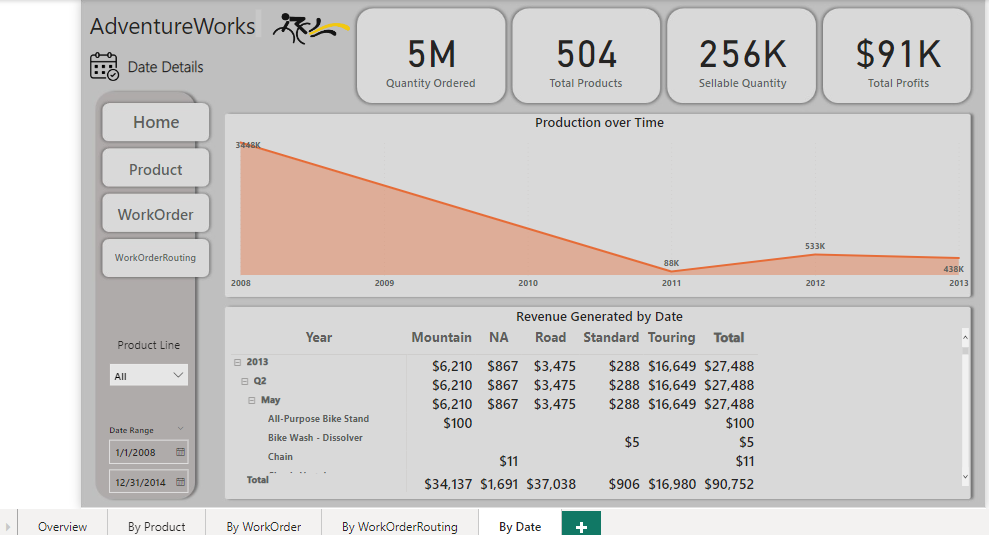 AdventureWorks
Date Details
5M
Quantity Ordered
504
Total Products
256K
Sellable Quantity
$91K
Total Profits
Home
Product
WorkOrder
WorkOrderRouting
Product Line
All
Date Range
1/1/2008
12/31/2014
Production over Time
3448K
88K
533K
438K
2008 2009 2010 2011 2012 2013
Revenue Generated by Date
Year Mountain NA Road Standard Touring Total
2013 $6,210 $867 $3,475 $288 $16,649 $27,488
Q2 $6,210 $867 $3,475 $288 $16,649 $27,488
May $6,210 $867 $3,475 $288 $16,649 $27,488
All-Purpose Bike Stand $100 $100
Bike Wash - Dissolver $5 $5
Chain $11 $11
Total $34,137 $1,691 $37,038 $906 $16,980 $90,752
Overview By Product By WorkOrder By WorkOrderRouting By Date +